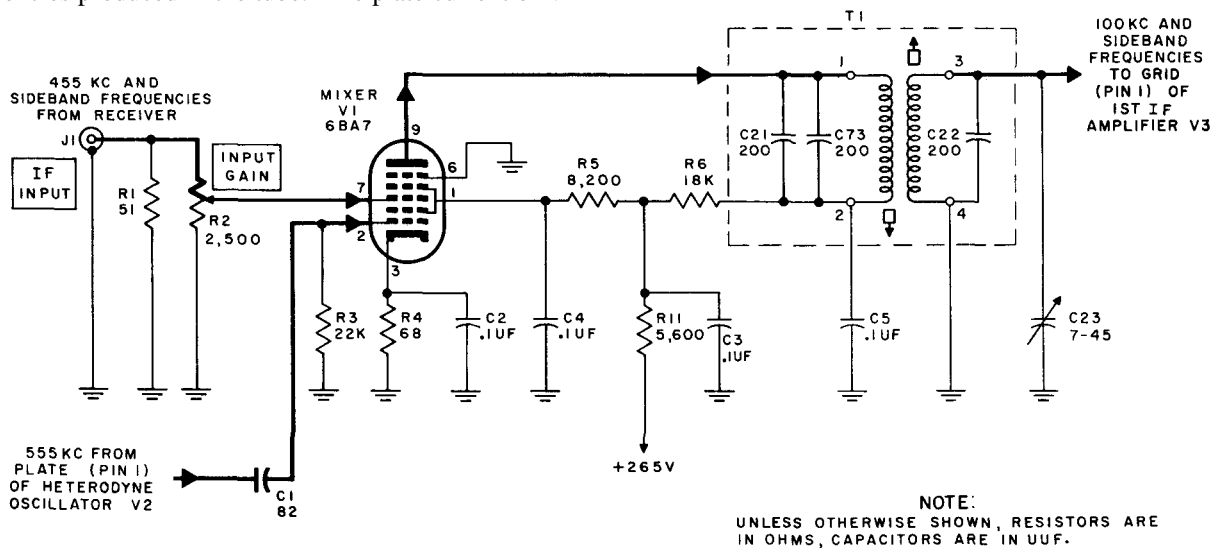 T1
100KC AND
SIDEBAND
FREQUENCIES
TO GRID
(PIN 1) OF
1ST IF
AMPLIFIER V3
455 KC AND
SIDEBAND FREQUENCIES
FROM RECEIVER
J1
IF
INPUT
R1
51
R2
2,500
INPUT
GAIN
MIXER
V1
6BA7
9
6
7
1
2
3
R5
8,200
R6
18K
1
3
C21
200
C73
200
C22
200
2
4
R3
22K
R4
68
C2
.1UF
C4
.1UF
R11
5,600
C3
.1UF
C5
.1UF
C23
7-45
+265V
555KC FROM
PLATE (PIN 1)
OF HETERODYNE
OSCILLATOR V2
C1
82
NOTE:
UNLESS OTHERWISE SHOWN, RESISTORS ARE
IN OHMS, CAPACITORS ARE IN UUF.